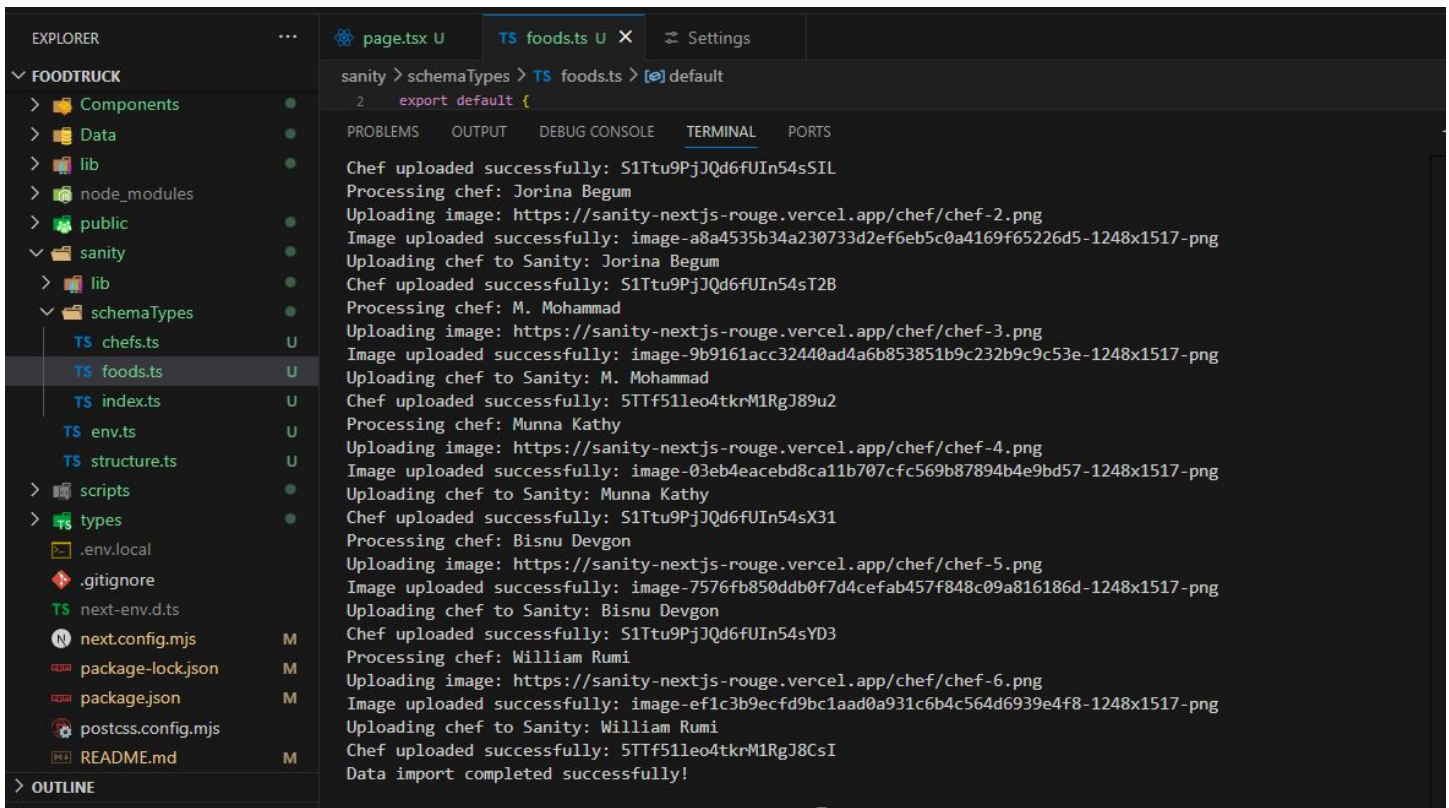 EXPLORER
FOODTRUCK
Components
Data
lib
node_modules
public
sanity
lib
schemaTypes
TS chefs.ts U
TS foods.ts U
TS index.ts U
TS env.ts U
TS structure.ts U
scripts
types
.env.local
.gitignore
TS next-env.d.ts
next.config.mjs M
package-lock.json M
package.json M
postcss.config.mjs
README.md M
OUTLINE
page.tsx U TS foods.ts U Settings
sanity > schemaTypes > TS foods.ts > default
2 export default {
PROBLEMS OUTPUT DEBUG CONSOLE TERMINAL PORTS
Chef uploaded successfully: S1Ttu9PjJQd6fUIn54sSIL
Processing chef: Jorina Begum
Uploading image: https://sanity-nextjs-rouge.vercel.app/chef/chef-2.png
Image uploaded successfully: image-a8a4535b34a230733d2ef6eb5c0a4169f65226d5-1248x1517-png
Uploading chef to Sanity: Jorina Begum
Chef uploaded successfully: S1Ttu9PjJQd6fUIn54sT2B
Processing chef: M. Mohammad
Uploading image: https://sanity-nextjs-rouge.vercel.app/chef/chef-3.png
Image uploaded successfully: image-9b9161acc32440ad4a6b853851b9c232b9c9c53e-1248x1517-png
Uploading chef to Sanity: M. Mohammad
Chef uploaded successfully: 5TTf51leo4tkrM1RgJ89u2
Processing chef: Munna Kathy
Uploading image: https://sanity-nextjs-rouge.vercel.app/chef/chef-4.png
Image uploaded successfully: image-03eb4eacebd8ca11b707cfc569b87894b4e9bd57-1248x1517-png
Uploading chef to Sanity: Munna Kathy
Chef uploaded successfully: S1Ttu9PjJQd6fUIn54sX31
Processing chef: Bisnu Devgon
Uploading image: https://sanity-nextjs-rouge.vercel.app/chef/chef-5.png
Image uploaded successfully: image-7576fb850ddb0f7d4cefab457f848c09a816186d-1248x1517-png
Uploading chef to Sanity: Bisnu Devgon
Chef uploaded successfully: S1Ttu9PjJQd6fUIn54sYD3
Processing chef: William Rumi
Uploading image: https://sanity-nextjs-rouge.vercel.app/chef/chef-6.png
Image uploaded successfully: image-ef1c3b9ecfd9bc1aad0a931c6b4c564d6939e4f8-1248x1517-png
Uploading chef to Sanity: William Rumi
Chef uploaded successfully: 5TTf51leo4tkrM1RgJ8CsI
Data import completed successfully!